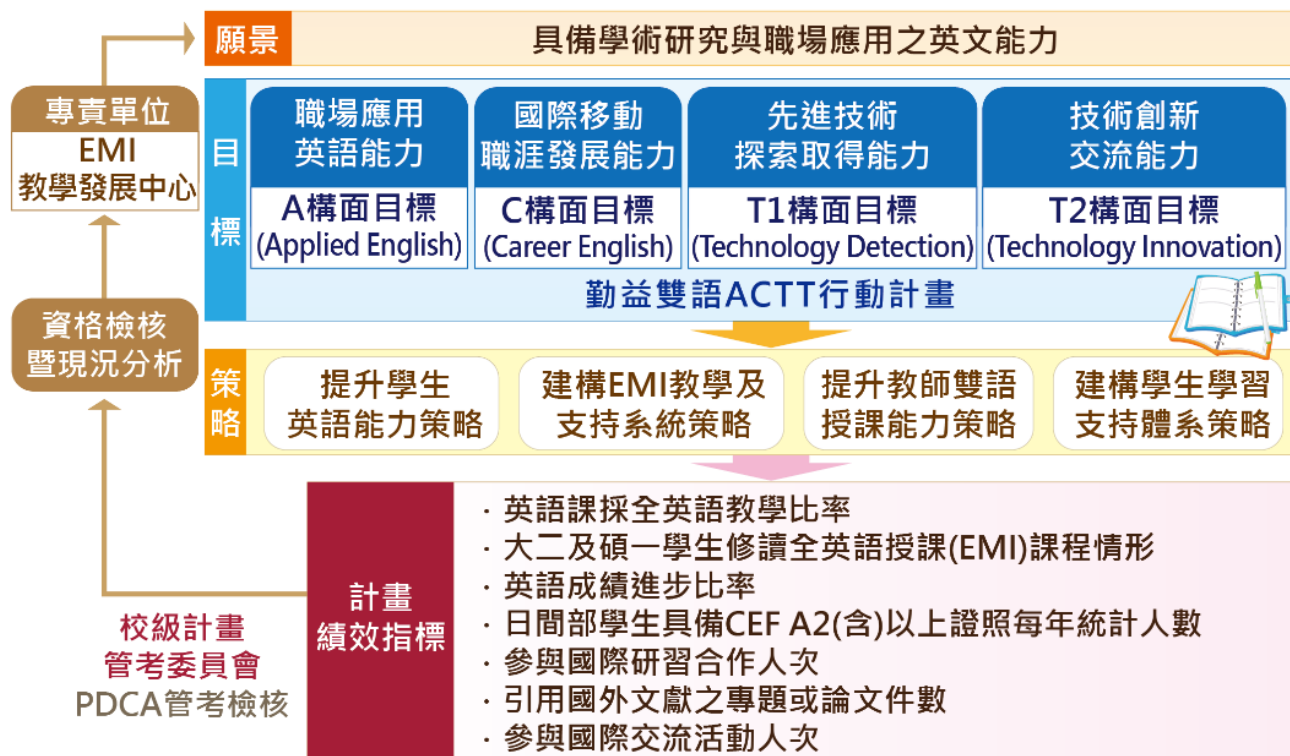 願景
具備學術研究與職場應用之英文能力
專責單位
EMI
教學發展中心
資格檢核
暨現況分析
目標
職場應用
英語能力
A構面目標
(Applied English)
國際移動
職涯發展能力
C構面目標
(Career English)
先進技術
探索取得能力
T1構面目標
(Technology Detection)
技術創新
交流能力
T2構面目標
(Technology Innovation)
勤益雙語ACTT行動計畫
策略
提升學生
英語能力策略
建構EMI教學及
支持系統策略
提升教師雙語
授課能力策略
建構學生學習
支持體系策略
計畫
績效指標
· 英語課採全英語教學比率
· 大二及碩一學生修讀全英語授課(EMI)課程情形
· 英語成績進步比率
· 日間部學生具備CEF A2(含)以上證照每年統計人數
· 參與國際研習合作人次
· 引用國外文獻之專題或論文件數
· 參與國際交流活動人次
校級計畫
管考委員會
PDCA管考檢核